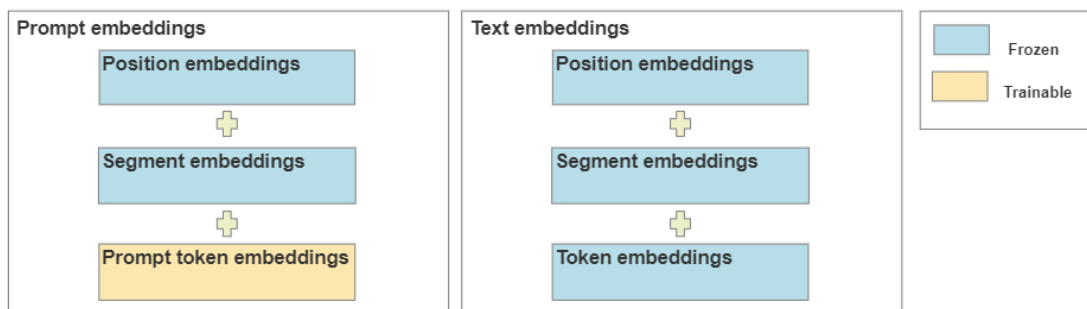 Prompt embeddings
Position embeddings
Segment embeddings
Prompt token embeddings
Text embeddings
Position embeddings
Segment embeddings
Token embeddings
Frozen
Trainable